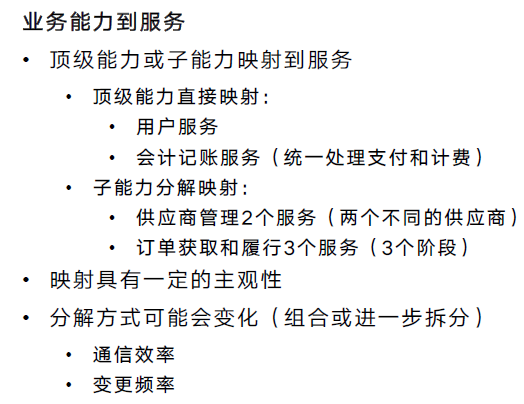 业务能力到服务
• 顶级能力或子能力映射到服务
• 顶级能力直接映射：
• 用户服务
• 会计记账服务（统一处理支付和计费）
• 子能力分解映射：
• 供应商管理2个服务（两个不同的供应商）
• 订单获取和履行3个服务（3个阶段）
• 映射具有一定的主观性
• 分解方式可能会变化（组合或进一步拆分）
• 通信效率
• 变更频率